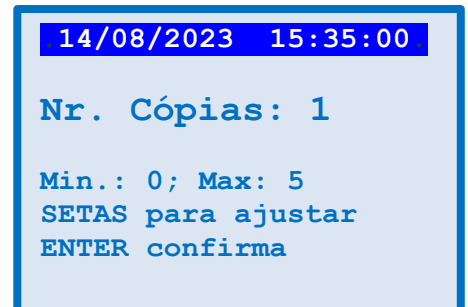 .14/08/2023 15:35:00.
Nr. Cópias: 1
Min.: 0; Max: 5
SETAS para ajustar
ENTER confirma